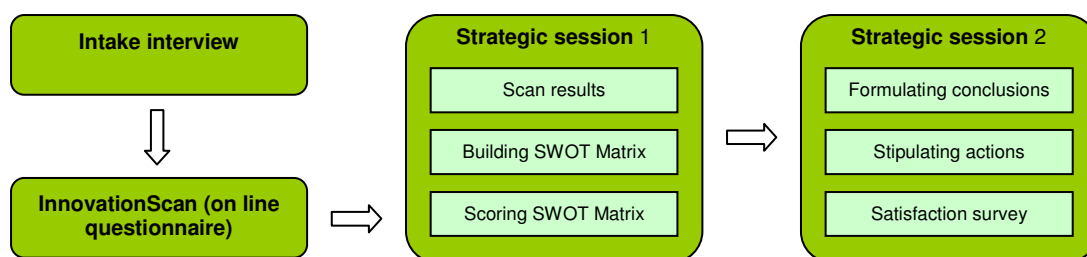 Intake interview
InnovationScan (on line
questionnaire)
Strategic session 1
Scan results
Building SWOT Matrix
Scoring SWOT Matrix
Strategic session 2
Formulating conclusions
Stipulating actions
Satisfaction survey